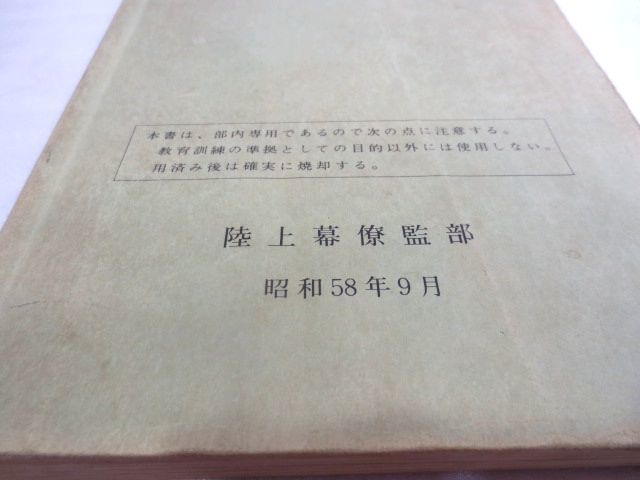 本書は、部内専用であるので次の点に注意する。
教育訓練の準拠としての目的以外には使用しない。
用済み後は確実に焼却する。
陸上幕僚監部
昭和58年9月